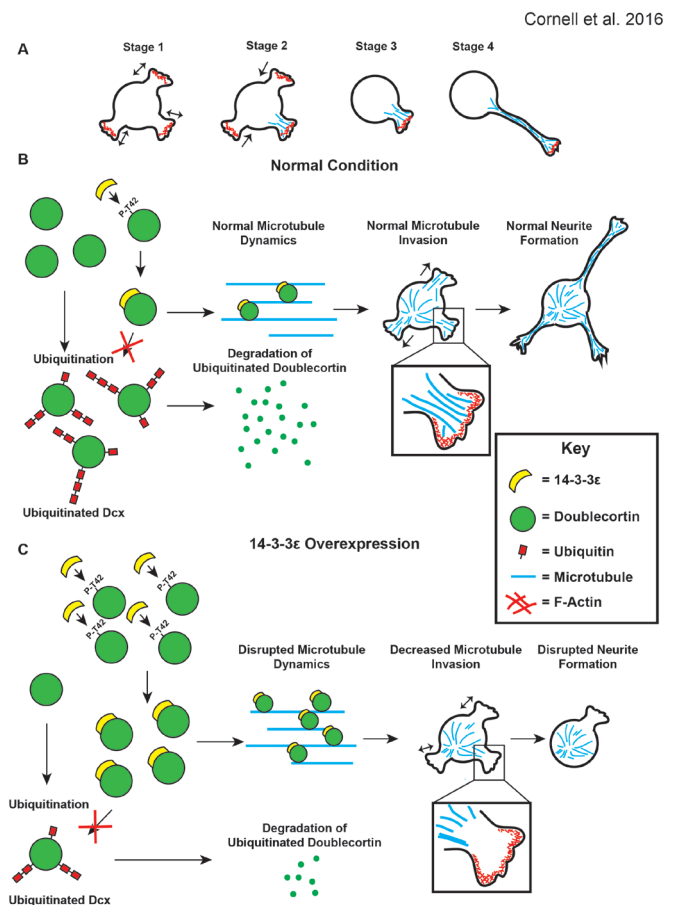 Cornell et al. 2016
A
Stage 1
Stage 2
Stage 3
Stage 4
B
Normal Condition
P-T42
Normal Microtubule
Dynamics
Normal Microtubule
Invasion
Normal Neurite
Formation
Ubiquitination
Degradation of
Ubiquitinated Doublecortin
Ubiquitinated Dcx
Key
= 14-3-3ε
= Doublecortin
= Ubiquitin
= Microtubule
= F-Actin
C
14-3-3ε Overexpression
P-T42
P-T42
P-T42
P-T42
Disrupted Microtubule
Dynamics
Decreased Microtubule
Invasion
Disrupted Neurite
Formation
Ubiquitination
Degradation of
Ubiquitinated Doublecortin
Ubiquitinated Dcx